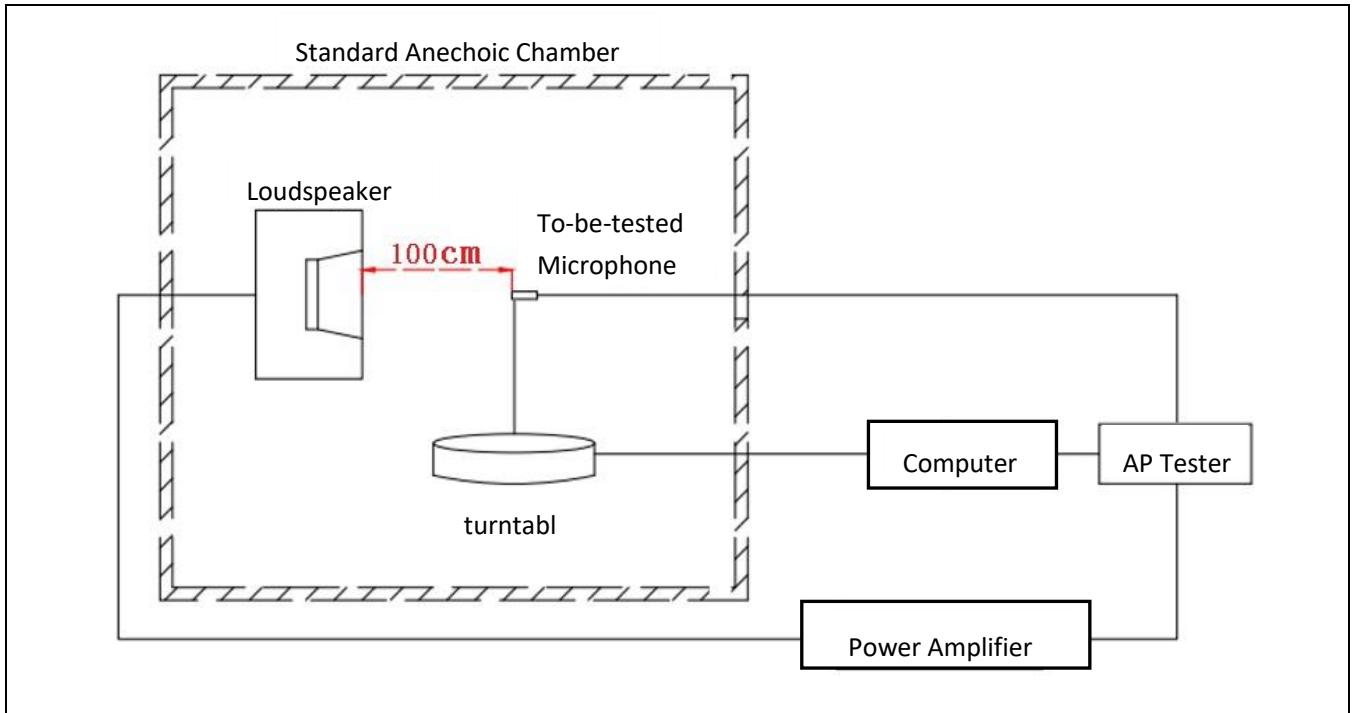 Standard Anechoic Chamber
Loudspeaker
To-be-tested
Microphone
100cm
Computer
AP Tester
turntabl
Power Amplifier